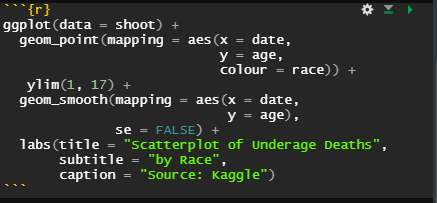 ```{r}
ggplot(data = shoot) +
  geom_point(mapping = aes(x = date,
                           y = age,
                           colour = race)) +
   ylim(1, 17) +
  geom_smooth(mapping = aes(x = date,
                            y = age),
              se = FALSE) +
  labs(title = "Scatterplot of Underage Deaths",
       subtitle = "by Race",
       caption = "Source: Kaggle")
```